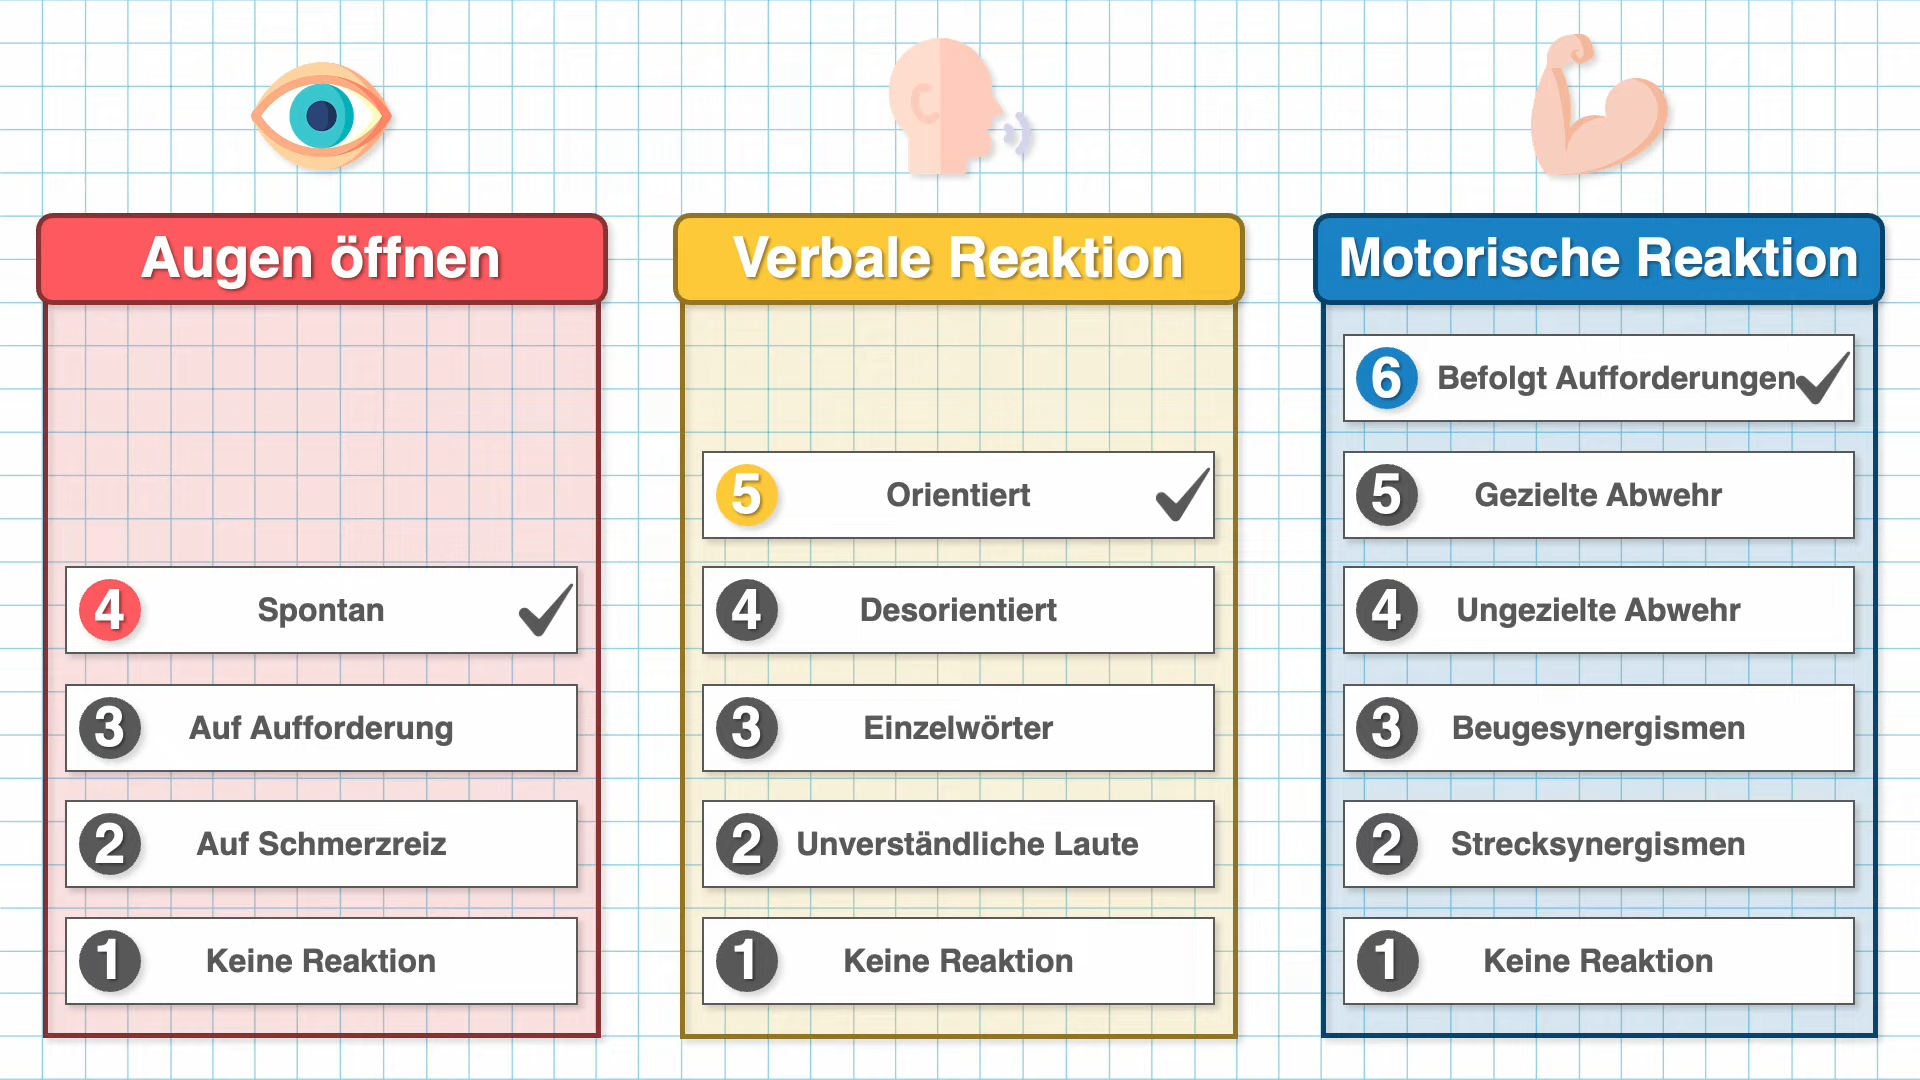 Augen öffnen
4 Spontan
3 Auf Aufforderung
2 Auf Schmerzreiz
1 Keine Reaktion
Verbale Reaktion
5 Orientiert
4 Desorientiert
3 Einzelwörter
2 Unverständliche Laute
1 Keine Reaktion
Motorische Reaktion
6 Befolgt Aufforderungen
5 Gezielte Abwehr
4 Ungezielte Abwehr
3 Beugesynergismen
2 Strecksynergismen
1 Keine Reaktion